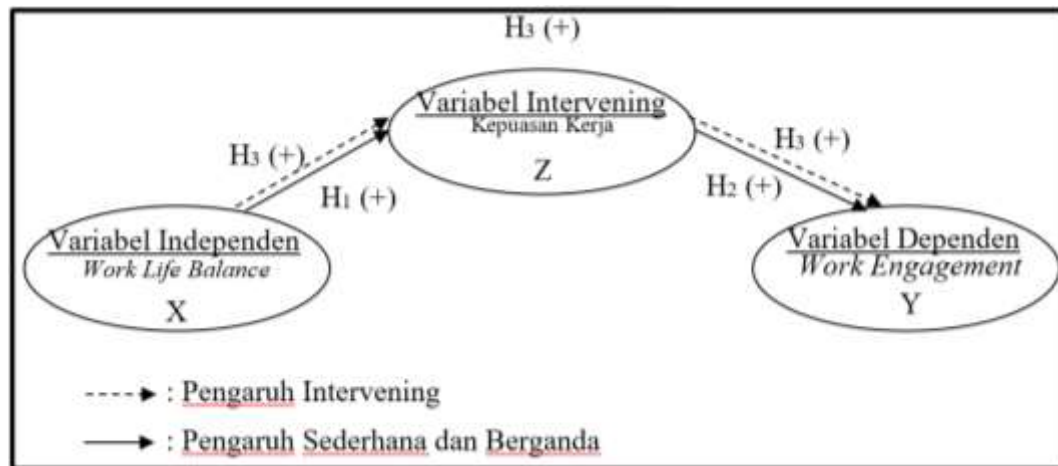 H₃ (+)
Variabel Intervening
Kepuasan Kerja
Z
H₃ (+)
H₁ (+)
H₃ (+)
H₂ (+)
Variabel Independen
Work Life Balance
X
Variabel Dependen
Work Engagement
Y
: Pengaruh Intervening
: Pengaruh Sederhana dan Berganda